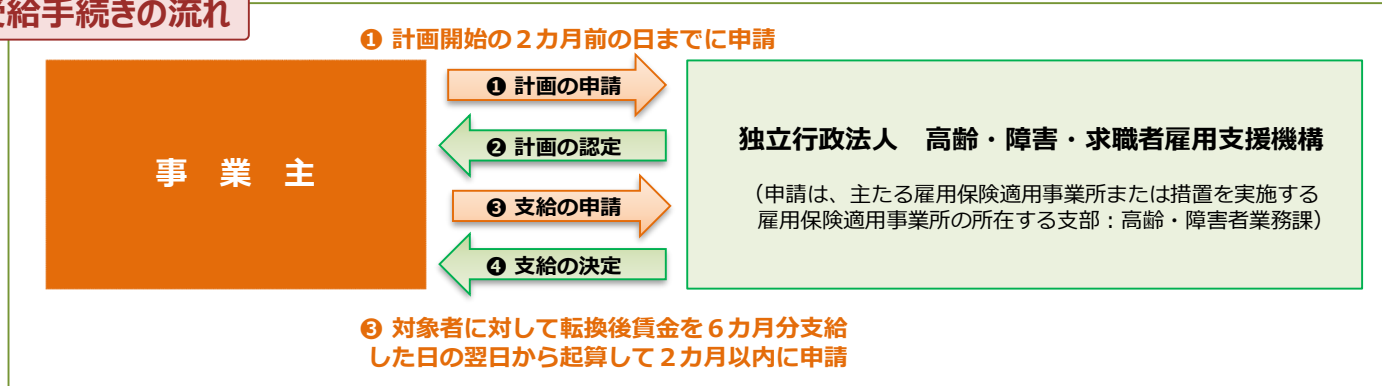 給手続きの流れ
❶ 計画開始の２カ月前の日までに申請
事 業 主
❶ 計画の申請
❷ 計画の認定
❸ 支給の申請
❹ 支給の決定
独立行政法人　高齢・障害・求職者雇用支援機構
（申請は、主たる雇用保険適用事業所または措置を実施する
雇用保険適用事業所の所在する支部：高齢・障害者業務課）
❸ 対象者に対して転換後賃金を６カ月分支給
した日の翌日から起算して２カ月以内に申請